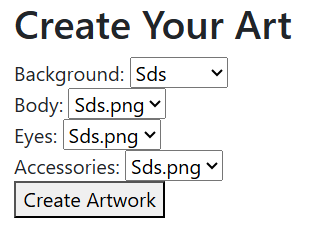 Create Your Art
Background: Sds
Body: Sds.png
Eyes: Sds.png
Accessories: Sds.png
Create Artwork